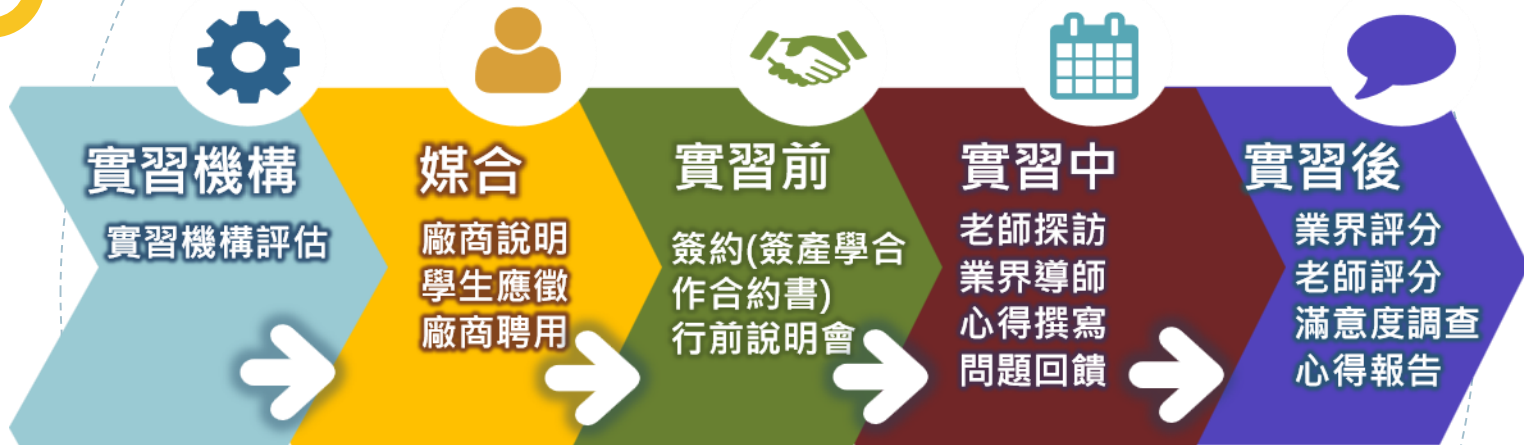 實習機構
實習機構評估
媒合
廠商說明
學生應徵
廠商聘用
實習前
簽約(簽產學合
作合約書)
行前說明會
實習中
老師探訪
業界導師
心得撰寫
問題回饋
實習後
業界評分
老師評分
滿意度調查
心得報告